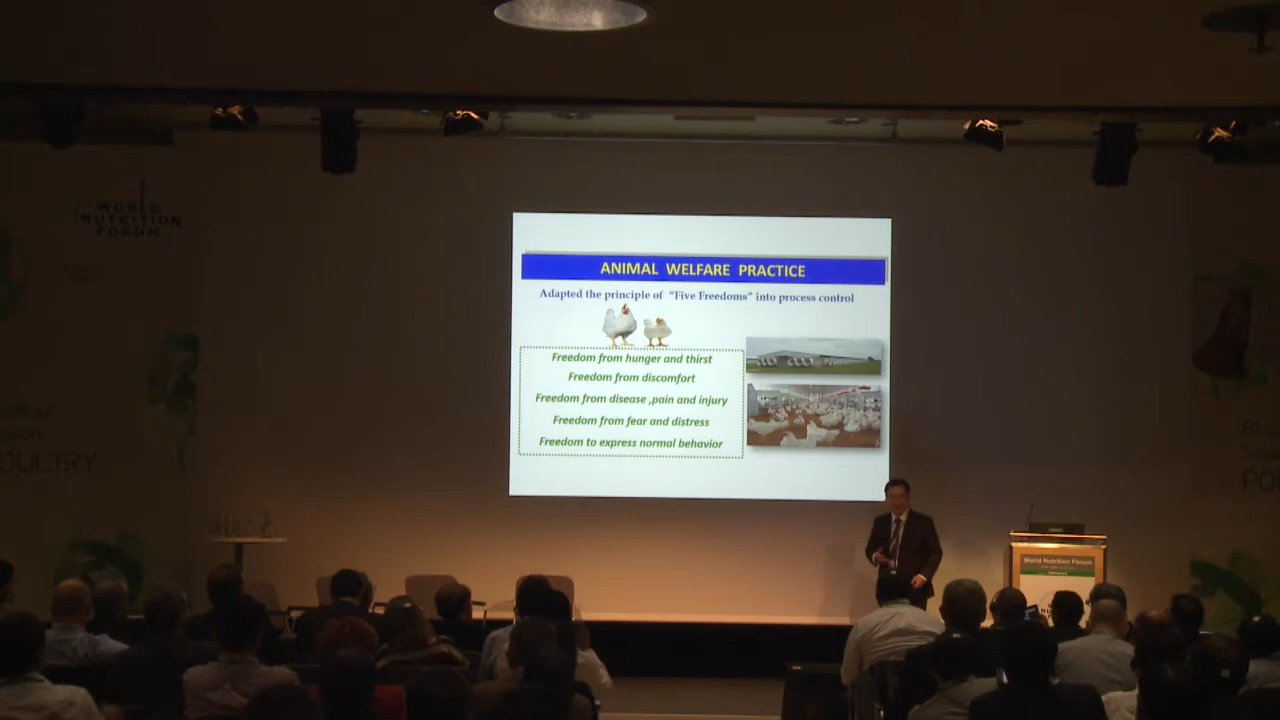 WORLD
NUTRITION
FORUM
OULTRY
ANIMAL WELFARE PRACTICE
Adapted the principle of "Five Freedoms" into process control
Freedom from hunger and thirst
Freedom from discomfort
Freedom from disease ,pain and injury
Freedom from fear and distress
Freedom to express normal behavior
World Nutrition Forum
PO